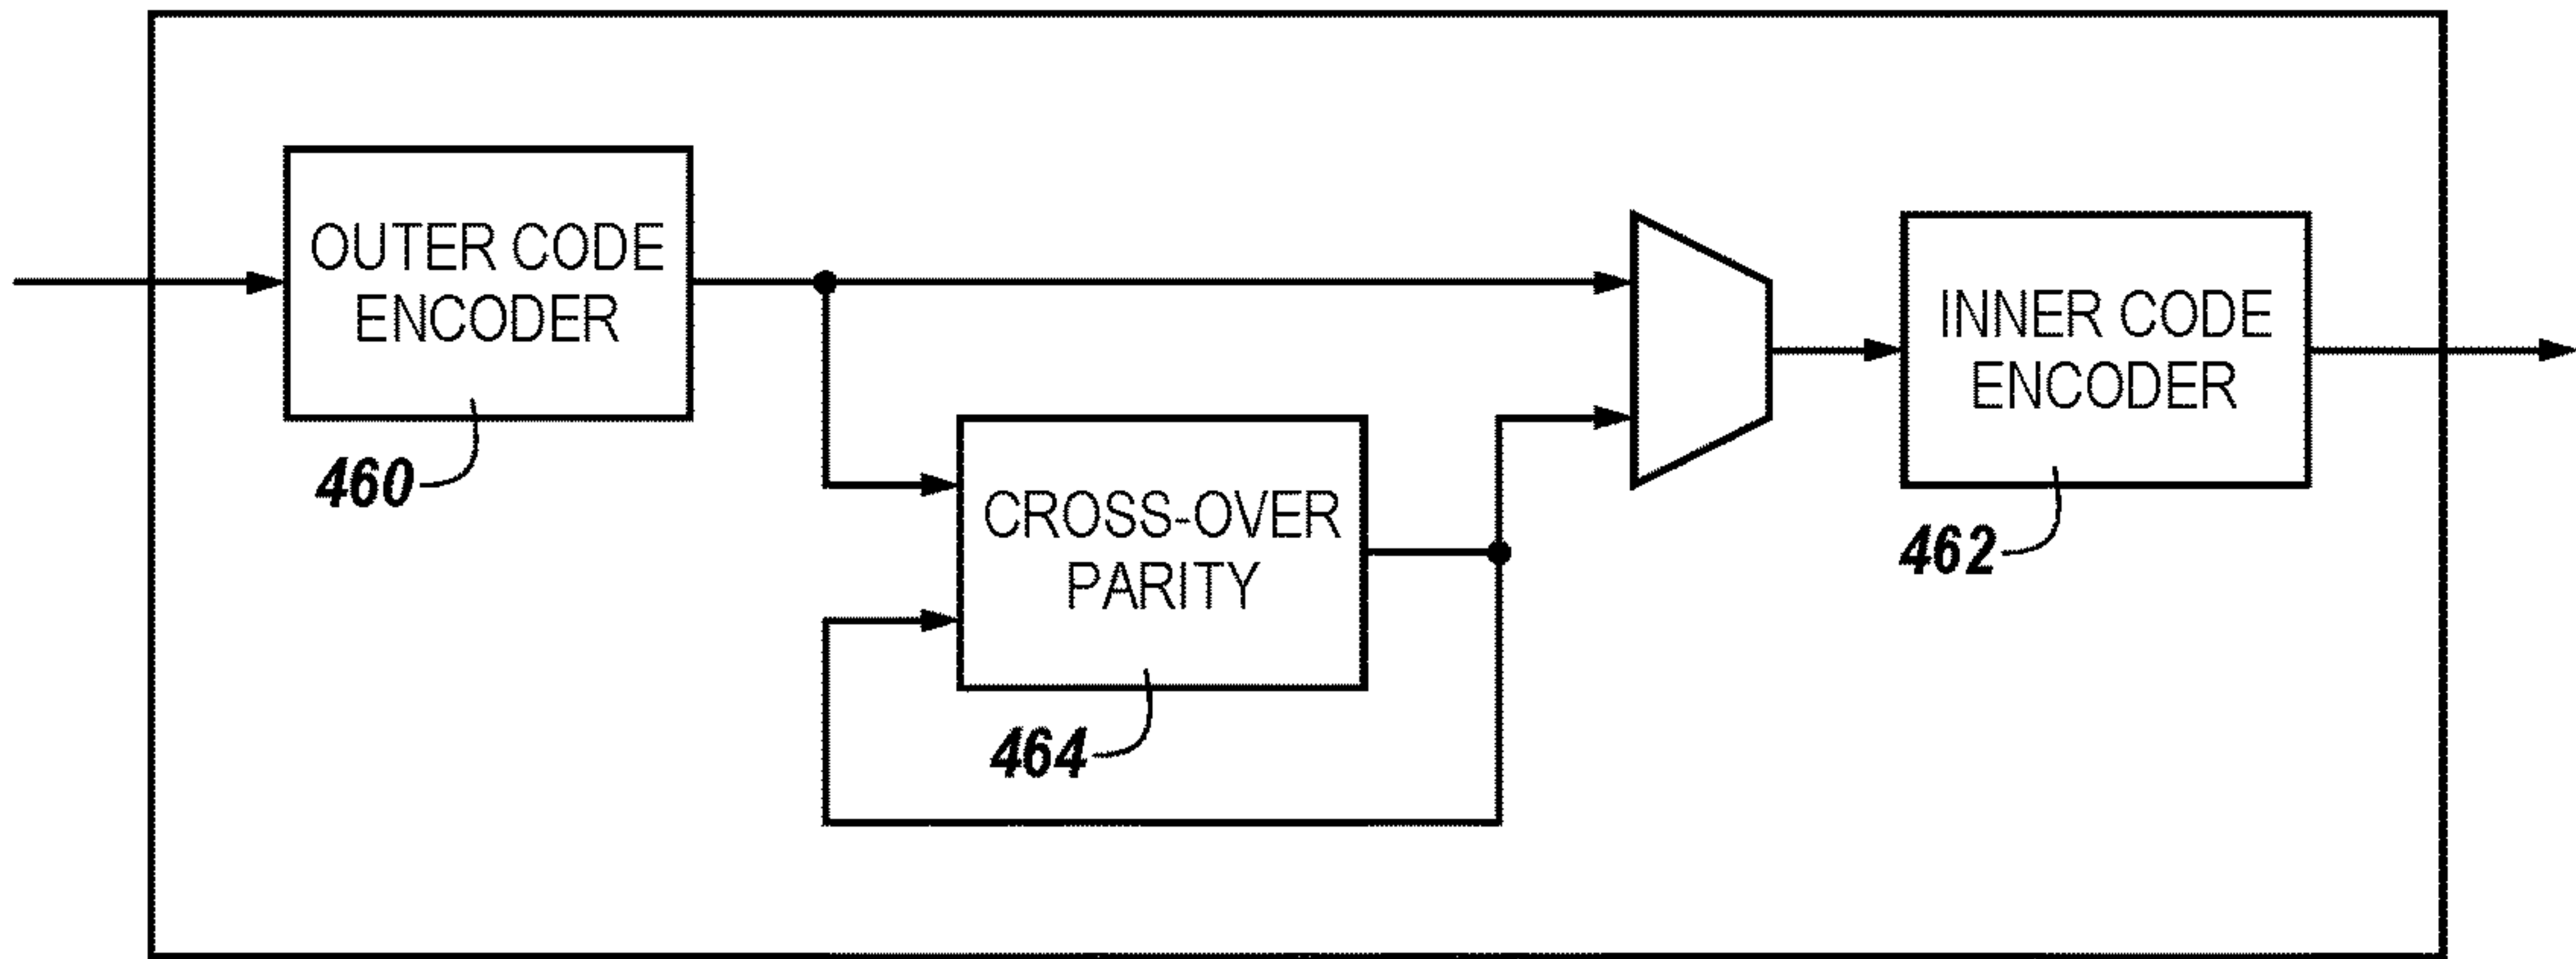 OUTER CODE
ENCODER
460
CROSS-OVER
PARITY
464
INNER CODE
ENCODER
462